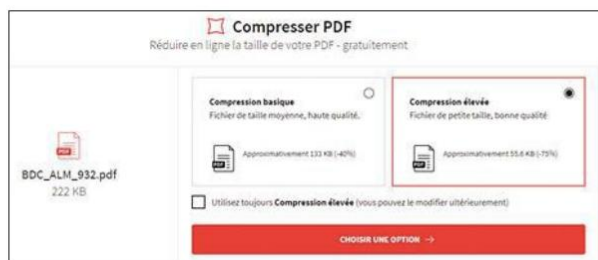 Compresser PDF
Réduire en ligne la taille de votre PDF - gratuitement
BDC_ALM_932.pdf
222 KB
Compression basique
Fichier de taille moyenne, haute qualité.
Approximativement 133 KB (-40%)
Compression élevée
Fichier de petite taille, bonne qualité
Approximativement 55.6 KB (-75%)
Utilisez toujours Compression élevée (vous pouvez le modifier ultérieurement)
CHOISIR UNE OPTION →